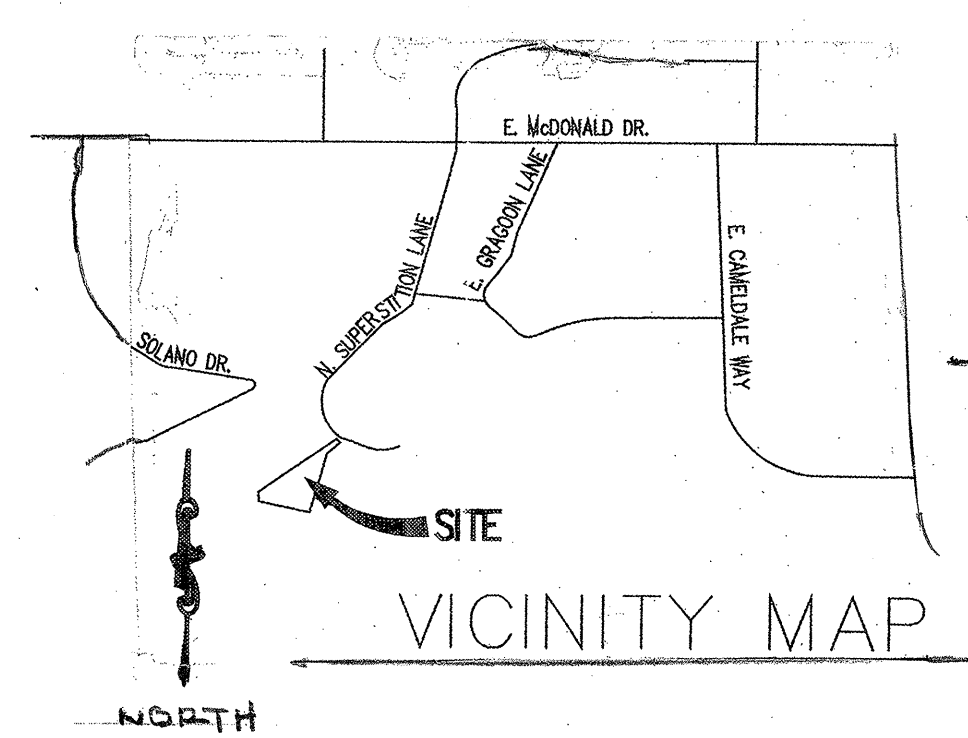 E. McDONALD DR.
E. GRAGOON LANE
N. SUPERSTITION LANE
E. CAMELDALE WAY
SOLANO DR.
SITE
VICINITY MAP
NORTH